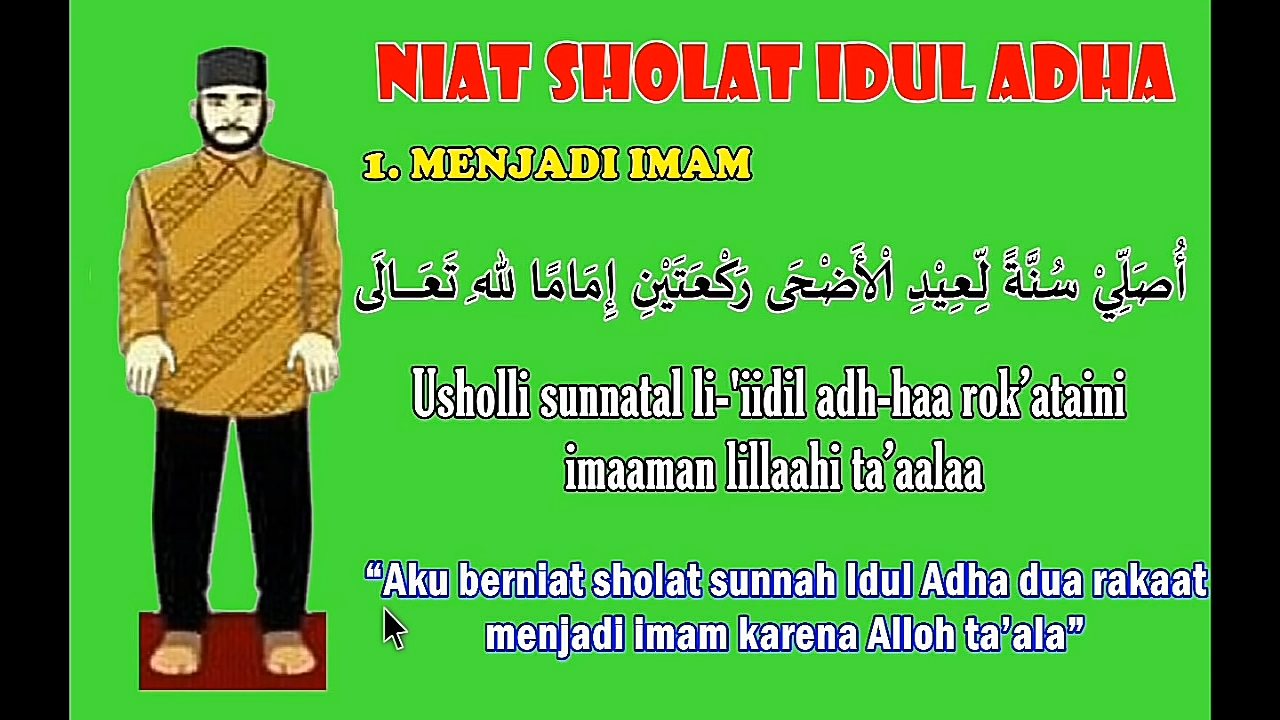 NIAT SHOLAT IDUL ADHA
1. MENJADI IMAM
أُصَلِّيْ سُنَّةً لِّعِيْدِ الْأَضْحَى رَكْعَتَيْنِ إِمَامًا لله ِ تَعَـــالَى
Usholli sunnatal li-'iidil adh-haa rok’ataini
imaaman lillaahi ta’aalaa
“Aku berniat sholat sunnah Idul Adha dua rakaat
menjadi imam karena Alloh ta’ala”